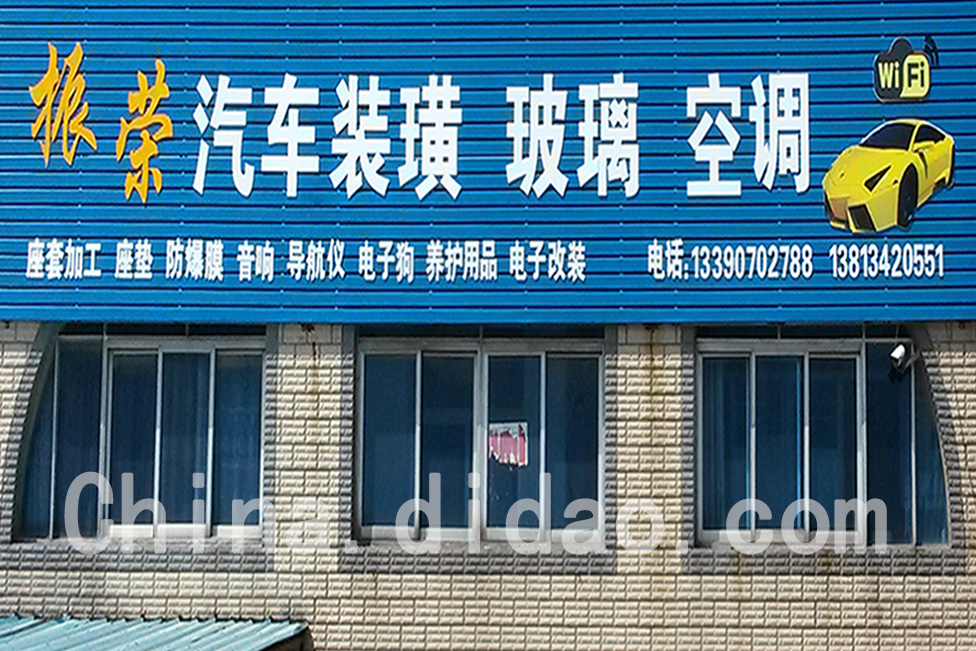 振荣 汽车装璜 玻璃 空调
WiFi
座套加工 座垫 防爆膜 音响 导航仪 电子狗 养护用品 电子改装 电话:13390702788 13813420551
China.didao.com